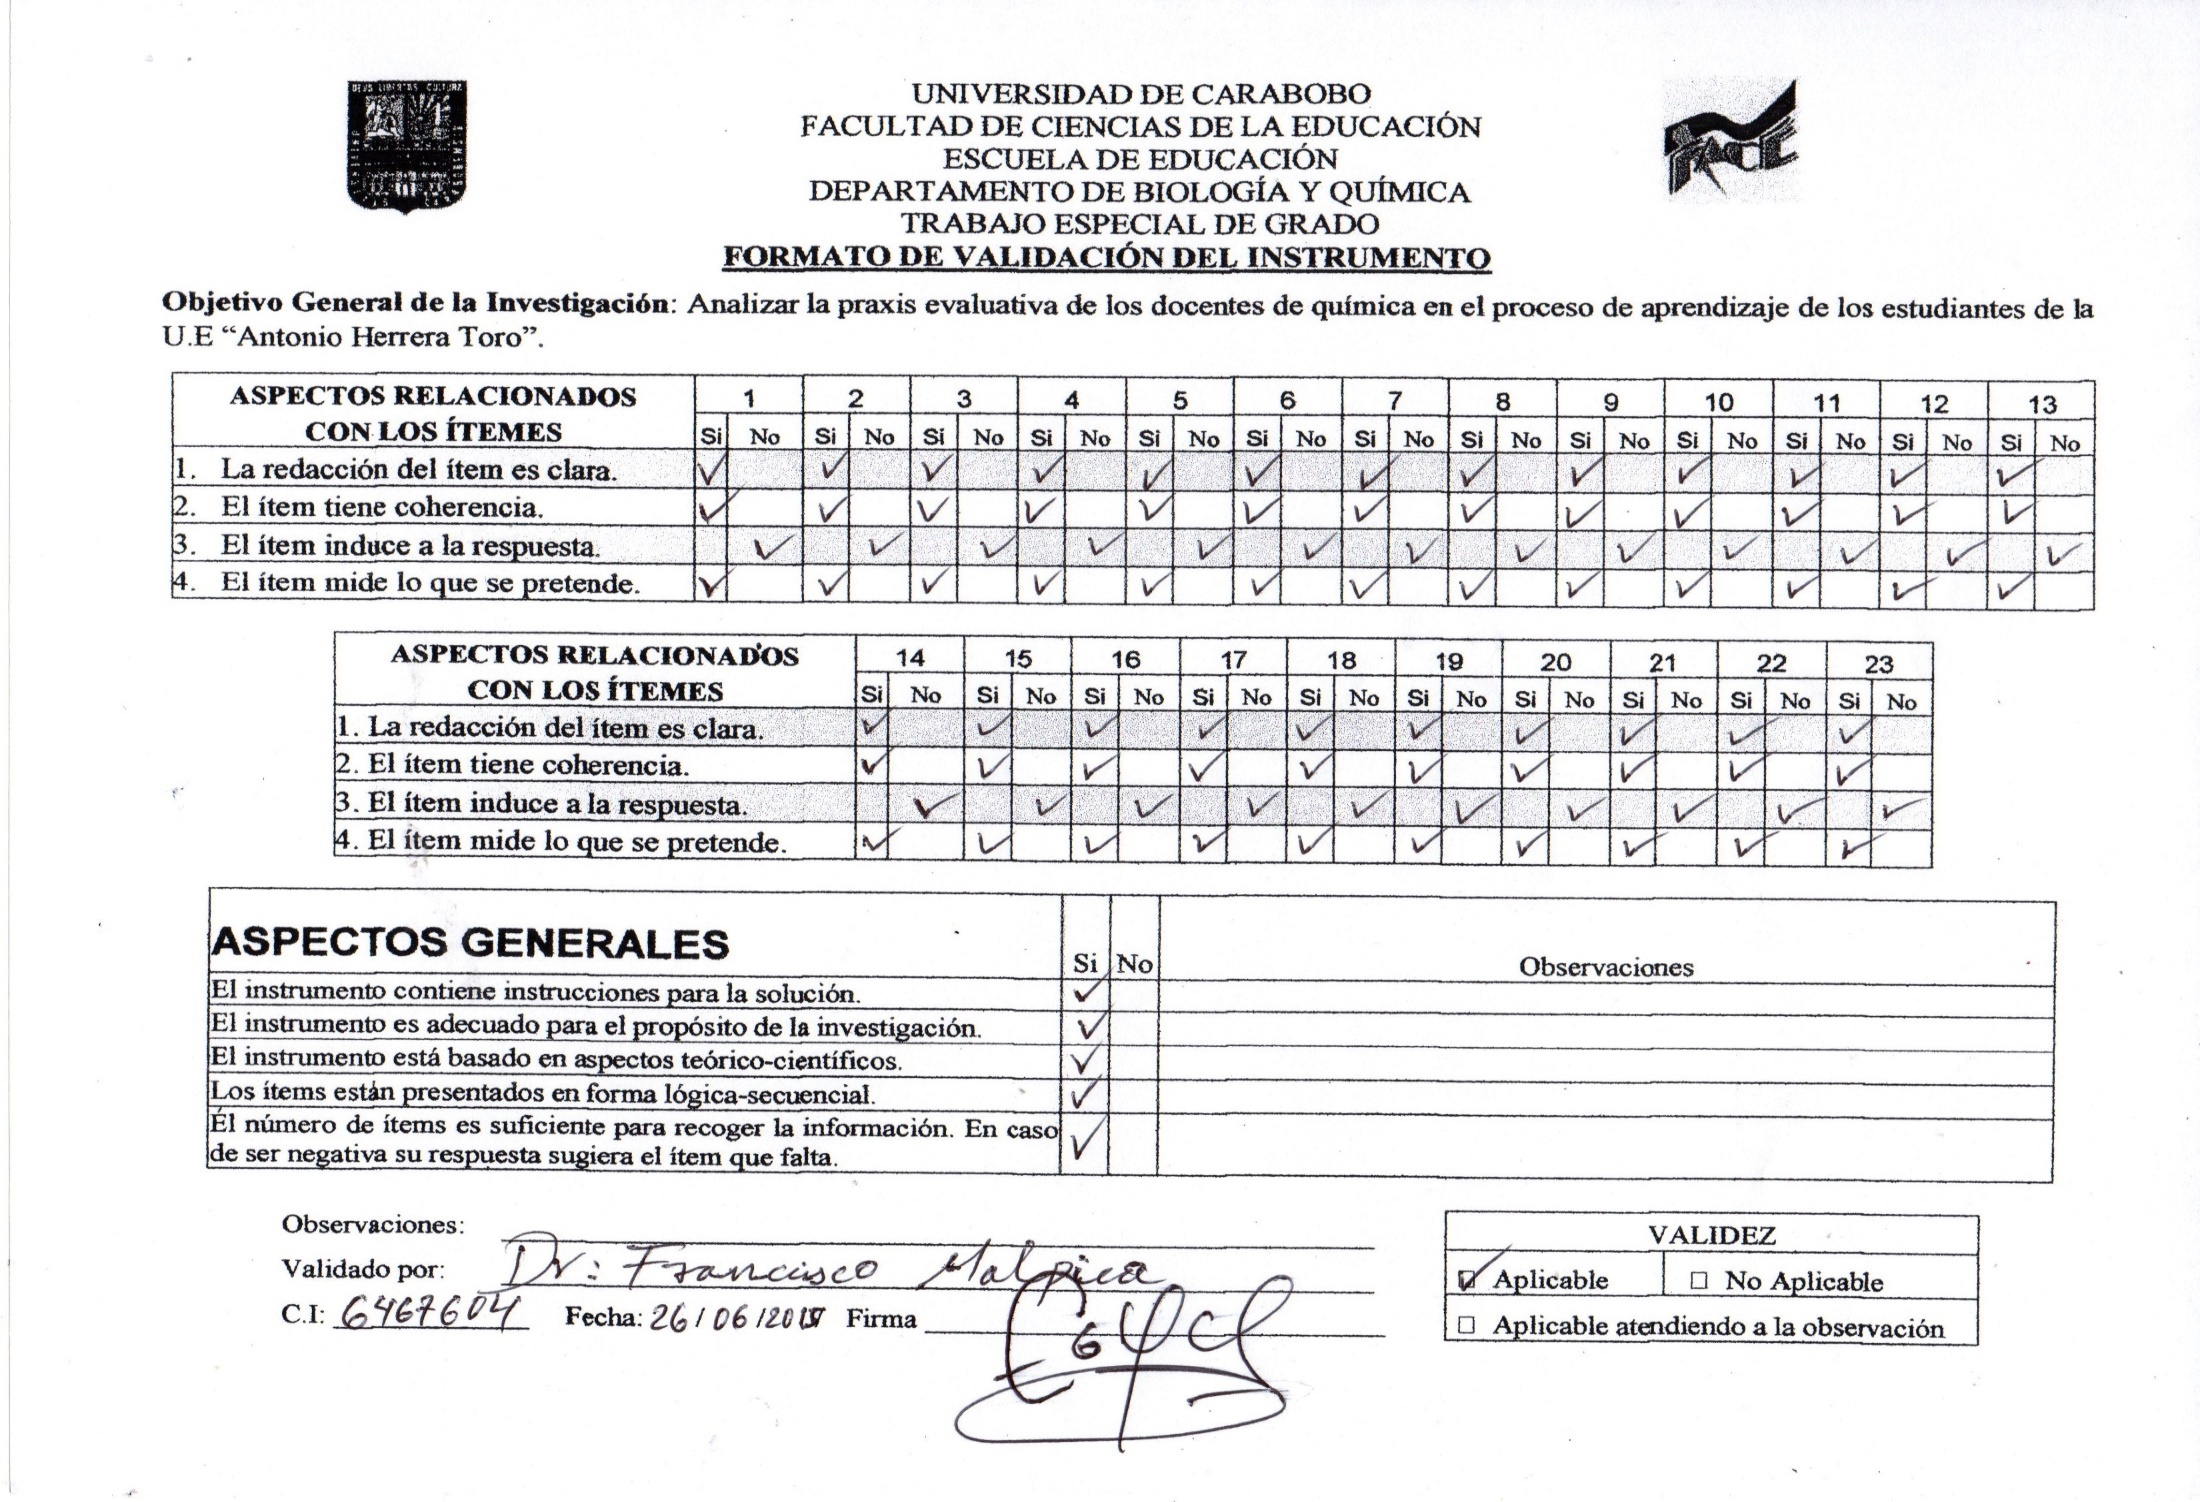 DEUS LIBERTAS CULTURA
UNIVERSIDAD DE CARABOBO
FACULTAD DE CIENCIAS DE LA EDUCACIÓN
ESCUELA DE EDUCACIÓN
DEPARTAMENTO DE BIOLOGÍA Y QUÍMICA
TRABAJO ESPECIAL DE GRADO
FORMATO DE VALIDACIÓN DEL INSTRUMENTO
FACE
Objetivo General de la Investigación: Analizar la praxis evaluativa de los docentes de química en el proceso de aprendizaje de los estudiantes de la
U.E “Antonio Herrera Toro”.
ASPECTOS RELACIONADOS CON LOS ÍTEMES 1 2 3 4 5 6 7 8 9 10 11 12 13
Si No Si No Si No Si No Si No Si No Si No Si No Si No Si No Si No Si No Si No
1. La redacción del ítem es clara. ✓ ✓ ✓ ✓ ✓ ✓ ✓ ✓ ✓ ✓ ✓ ✓ ✓
2. El ítem tiene coherencia. ✓ ✓ ✓ ✓ ✓ ✓ ✓ ✓ ✓ ✓ ✓ ✓ ✓
3. El ítem induce a la respuesta. ✓ ✓ ✓ ✓ ✓ ✓ ✓ ✓ ✓ ✓ ✓ ✓ ✓
4. El ítem mide lo que se pretende. ✓ ✓ ✓ ✓ ✓ ✓ ✓ ✓ ✓ ✓ ✓ ✓ ✓
ASPECTOS RELACIONADOS CON LOS ÍTEMES 14 15 16 17 18 19 20 21 22 23
Si No Si No Si No Si No Si No Si No Si No Si No Si No Si No
1. La redacción del ítem es clara. ✓ ✓ ✓ ✓ ✓ ✓ ✓ ✓ ✓ ✓
2. El ítem tiene coherencia. ✓ ✓ ✓ ✓ ✓ ✓ ✓ ✓ ✓ ✓
3. El ítem induce a la respuesta. ✓ ✓ ✓ ✓ ✓ ✓ ✓ ✓ ✓ ✓
4. El ítem mide lo que se pretende. ✓ ✓ ✓ ✓ ✓ ✓ ✓ ✓ ✓ ✓
ASPECTOS GENERALES Si No Observaciones
El instrumento contiene instrucciones para la solución. ✓
El instrumento es adecuado para el propósito de la investigación. ✓
El instrumento está basado en aspectos teórico-científicos. ✓
Los ítems están presentados en forma lógica-secuencial. ✓
Él número de ítems es suficiente para recoger la información. En caso ✓
de ser negativa su respuesta sugiera el ítem que falta.
Observaciones:
Validado por: Dr: Francisco Malpica
C.I: 6467604 Fecha: 26/06/201 Firma
VALIDEZ
☑ Aplicable ☐ No Aplicable
☐ Aplicable atendiendo a la observación